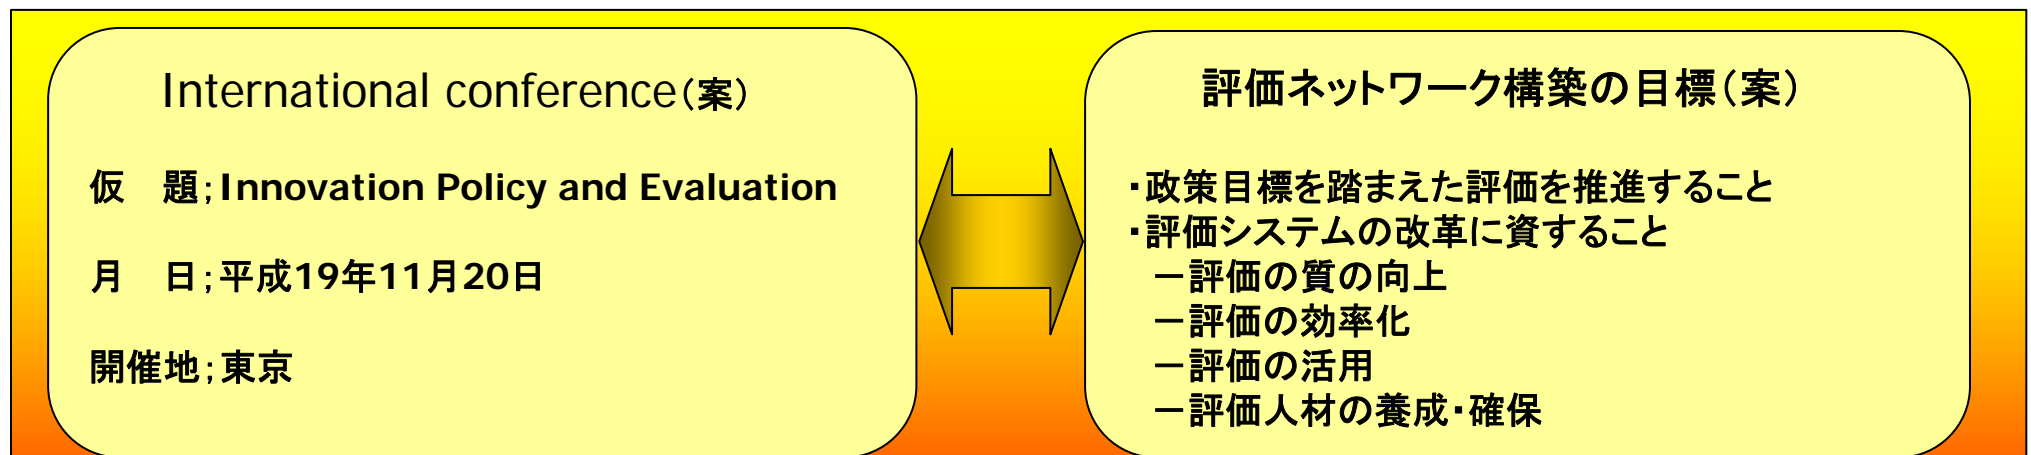 International conference（案）
仮　題；Innovation Policy and Evaluation
月　日；平成19年11月20日
開催地；東京
評価ネットワーク構築の目標（案）
・政策目標を踏まえた評価を推進すること
・評価システムの改革に資すること
－評価の質の向上
－評価の効率化
－評価の活用
－評価人材の養成・確保